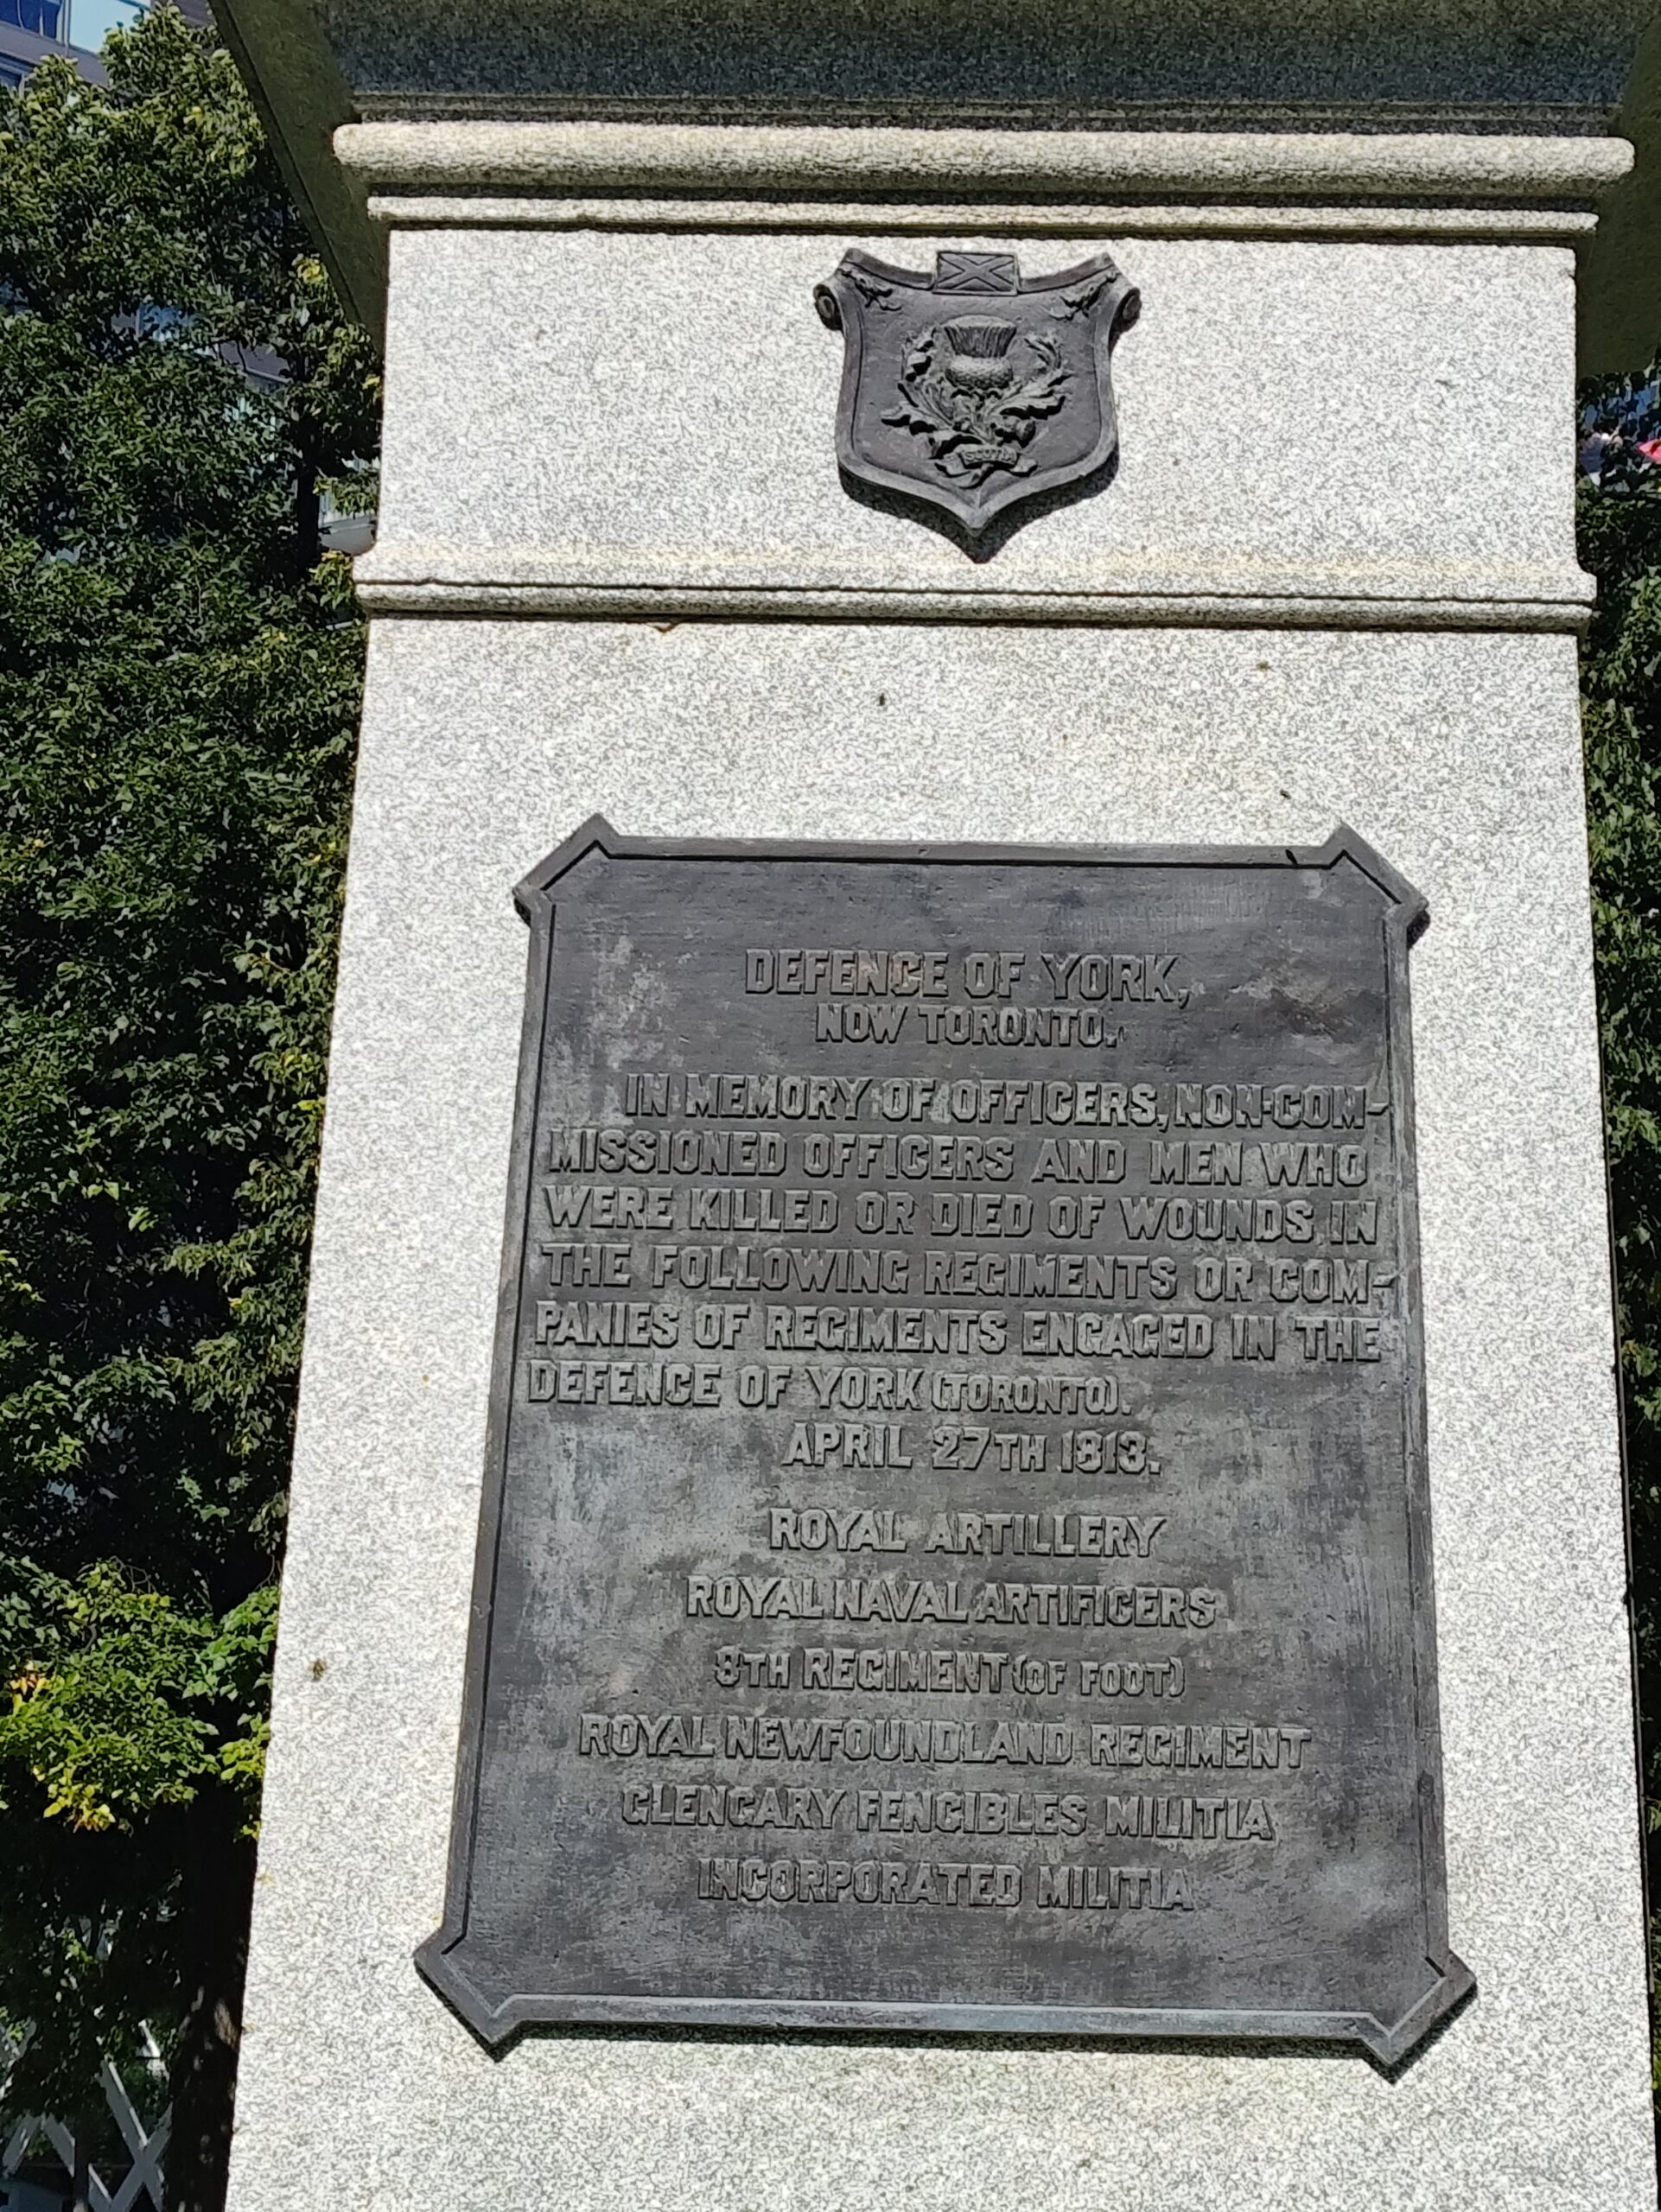 SCOTIA
DEFENCE OF YORK,
NOW TORONTO.
IN MEMORY OF OFFICERS, NON-COM-
MISSIONED OFFICERS AND MEN WHO
WERE KILLED OR DIED OF WOUNDS IN
THE FOLLOWING REGIMENTS OR COM-
PANIES OF REGIMENTS ENGAGED IN THE
DEFENCE OF YORK (TORONTO).
APRIL 27TH 1813.
ROYAL ARTILLERY
ROYAL NAVAL ARTIFICERS
8TH REGIMENT (OF FOOT)
ROYAL NEWFOUNDLAND REGIMENT
GLENGARY FENCIBLES MILITIA
INCORPORATED MILITIA